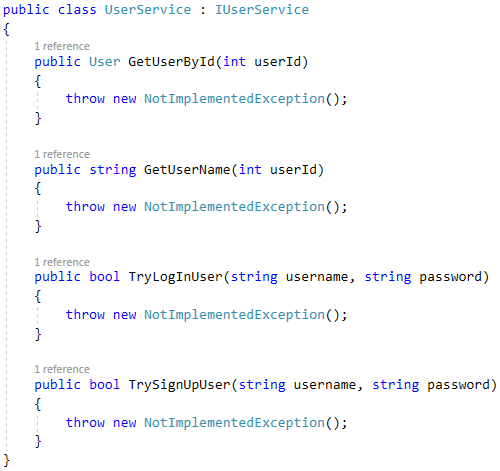 public class UserService : IUserService
{
1 reference
public User GetUserById(int userId)
{
throw new NotImplementedException();
}
1 reference
public string GetUserName(int userId)
{
throw new NotImplementedException();
}
1 reference
public bool TryLogInUser(string username, string password)
{
throw new NotImplementedException();
}
1 reference
public bool TrySignUpUser(string username, string password)
{
throw new NotImplementedException();
}
}